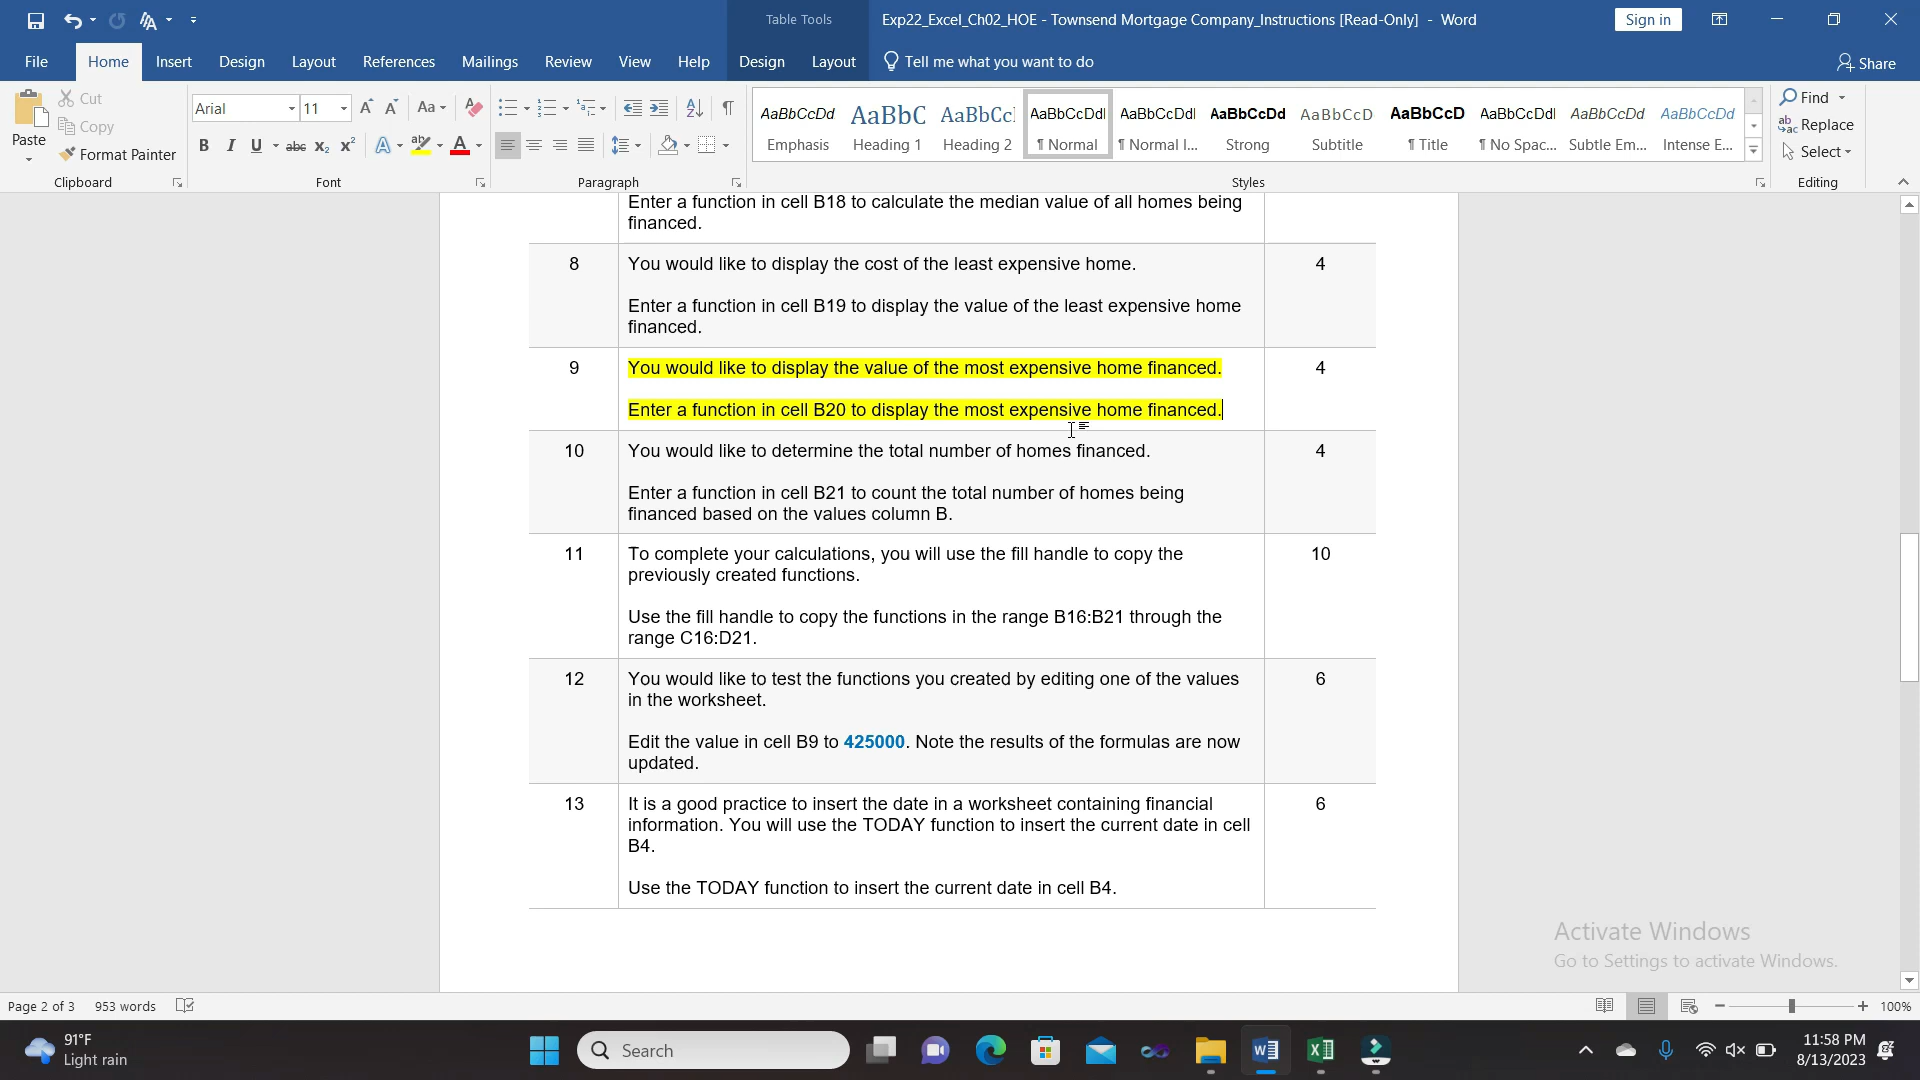 Table Tools
Exp22_Excel_Ch02_HOE - Townsend Mortgage Company_Instructions [Read-Only] - Word
Sign in
File Home Insert Design Layout References Mailings Review View Help Design Layout Tell me what you want to do Share
Paste
Cut
Copy
Format Painter
Clipboard
Arial 11
Font
Paragraph
AaBbCcDd AaBbC AaBbCc AaBbCcDd AaBbCcDd AaBbCcDd AaBbCcD AaBbCcD AaBbCcDd AaBbCcDd AaBbCcDd
Emphasis Heading 1 Heading 2 ¶ Normal ¶ Normal I... Strong Subtitle ¶ Title ¶ No Spac... Subtle Em... Intense E...
Styles
Find
Replace
Select
Editing
Enter a function in cell B18 to calculate the median value of all homes being
financed.
8 You would like to display the cost of the least expensive home. 4
Enter a function in cell B19 to display the value of the least expensive home
financed.
9 You would like to display the value of the most expensive home financed. 4
Enter a function in cell B20 to display the most expensive home financed.
10 You would like to determine the total number of homes financed. 4
Enter a function in cell B21 to count the total number of homes being
financed based on the values column B.
11 To complete your calculations, you will use the fill handle to copy the 10
previously created functions.
Use the fill handle to copy the functions in the range B16:B21 through the
range C16:D21.
12 You would like to test the functions you created by editing one of the values 6
in the worksheet.
Edit the value in cell B9 to 425000. Note the results of the formulas are now
updated.
13 It is a good practice to insert the date in a worksheet containing financial 6
information. You will use the TODAY function to insert the current date in cell
B4.
Use the TODAY function to insert the current date in cell B4.
Activate Windows
Go to Settings to activate Windows.
Page 2 of 3 953 words 100%
91°F
Light rain
Search
11:58 PM
8/13/2023